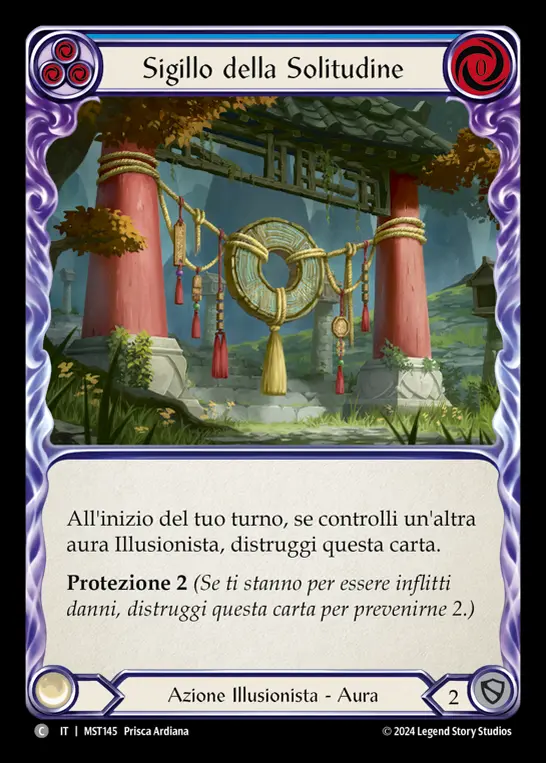 Sigillo della Solitudine
0
All'inizio del tuo turno, se controlli un'altra
aura Illusionista, distruggi questa carta.
Protezione 2 (Se ti stanno per essere inflitti
danni, distruggi questa carta per prevenirne 2.)
Azione Illusionista - Aura
2
C IT | MST145 Prisca Ardiana
© 2024 Legend Story Studios